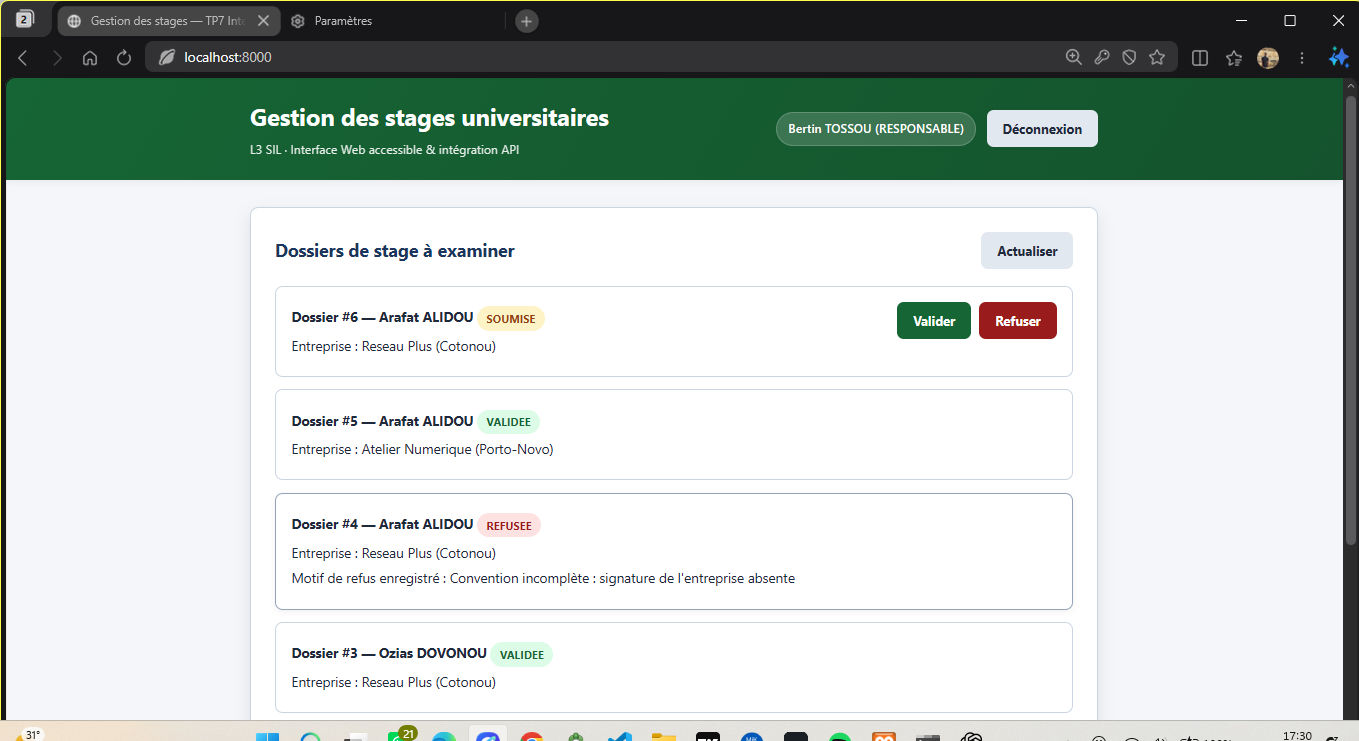 2
Gestion des stages — TP7 Int
Paramètres
localhost:8000
Gestion des stages universitaires
L3 SIL · Interface Web accessible & intégration API
Bertin TOSSOU (RESPONSABLE)
Déconnexion
Dossiers de stage à examiner
Actualiser
Dossier #6 — Arafat ALIDOU SOUMISE
Valider
Refuser
Entreprise : Reseau Plus (Cotonou)
Dossier #5 — Arafat ALIDOU VALIDEE
Entreprise : Atelier Numerique (Porto-Novo)
Dossier #4 — Arafat ALIDOU REFUSEE
Entreprise : Reseau Plus (Cotonou)
Motif de refus enregistré : Convention incomplète : signature de l'entreprise absente
Dossier #3 — Ozias DOVONOU VALIDEE
Entreprise : Reseau Plus (Cotonou)
31°
21
17:30